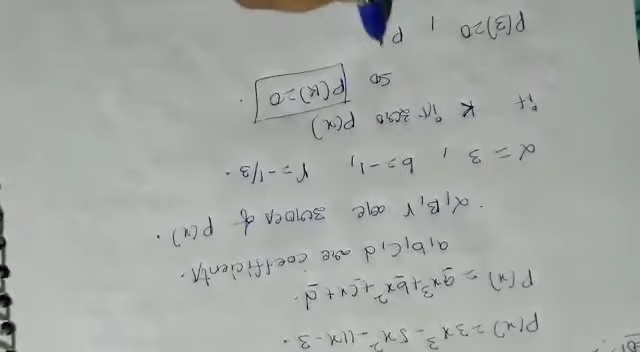 P(x) = 3x³ - 5x² - 11x - 3.
P(x) = ax³ + bx² + cx + d.
a, b, c, d are coefficients.
α, β, γ are zeroes of P(x).
α = 3, b = -1, γ = -1/3.
if k is zero P(x)
so P(k) = 0.
P(3) = 0, P